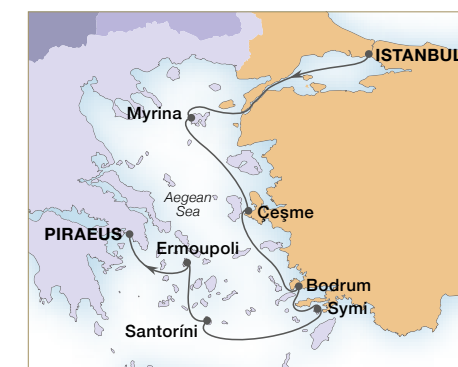 ISTANBUL
Myrina
Aegean
Sea
Çeşme
PIRAEUS
Ermoupoli
Bodrum
Symi
Santoríni